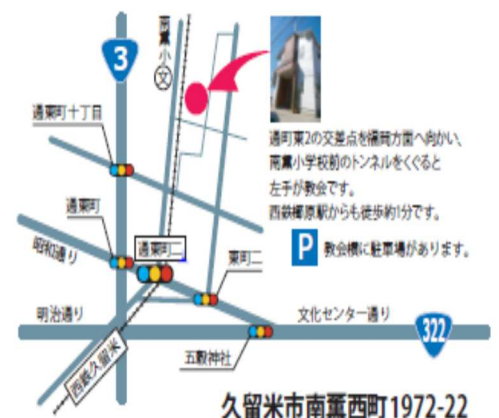 3
南薫小
文
通東町十丁目
通町東2の交差点を福岡方面へ向かい、
南薫小学校前のトンネルをくぐると
左手が教会です。
西鉄櫛原駅からも徒歩約1分です。
通東町
通東町二
東町二
P 教会横に駐車場があります。
昭和通り
明治通り
文化センター通り
322
五穀神社
西鉄久留米
久留米市南薫西町1972-22